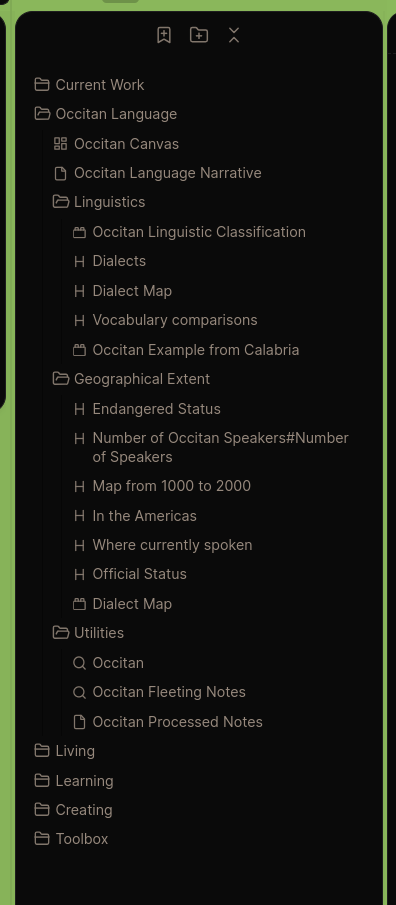 Current Work
Occitan Language
Occitan Canvas
Occitan Language Narrative
Linguistics
Occitan Linguistic Classification
Dialects
Dialect Map
Vocabulary comparisons
Occitan Example from Calabria
Geographical Extent
Endangered Status
Number of Occitan Speakers#Number
of Speakers
Map from 1000 to 2000
In the Americas
Where currently spoken
Official Status
Dialect Map
Utilities
Occitan
Occitan Fleeting Notes
Occitan Processed Notes
Living
Learning
Creating
Toolbox